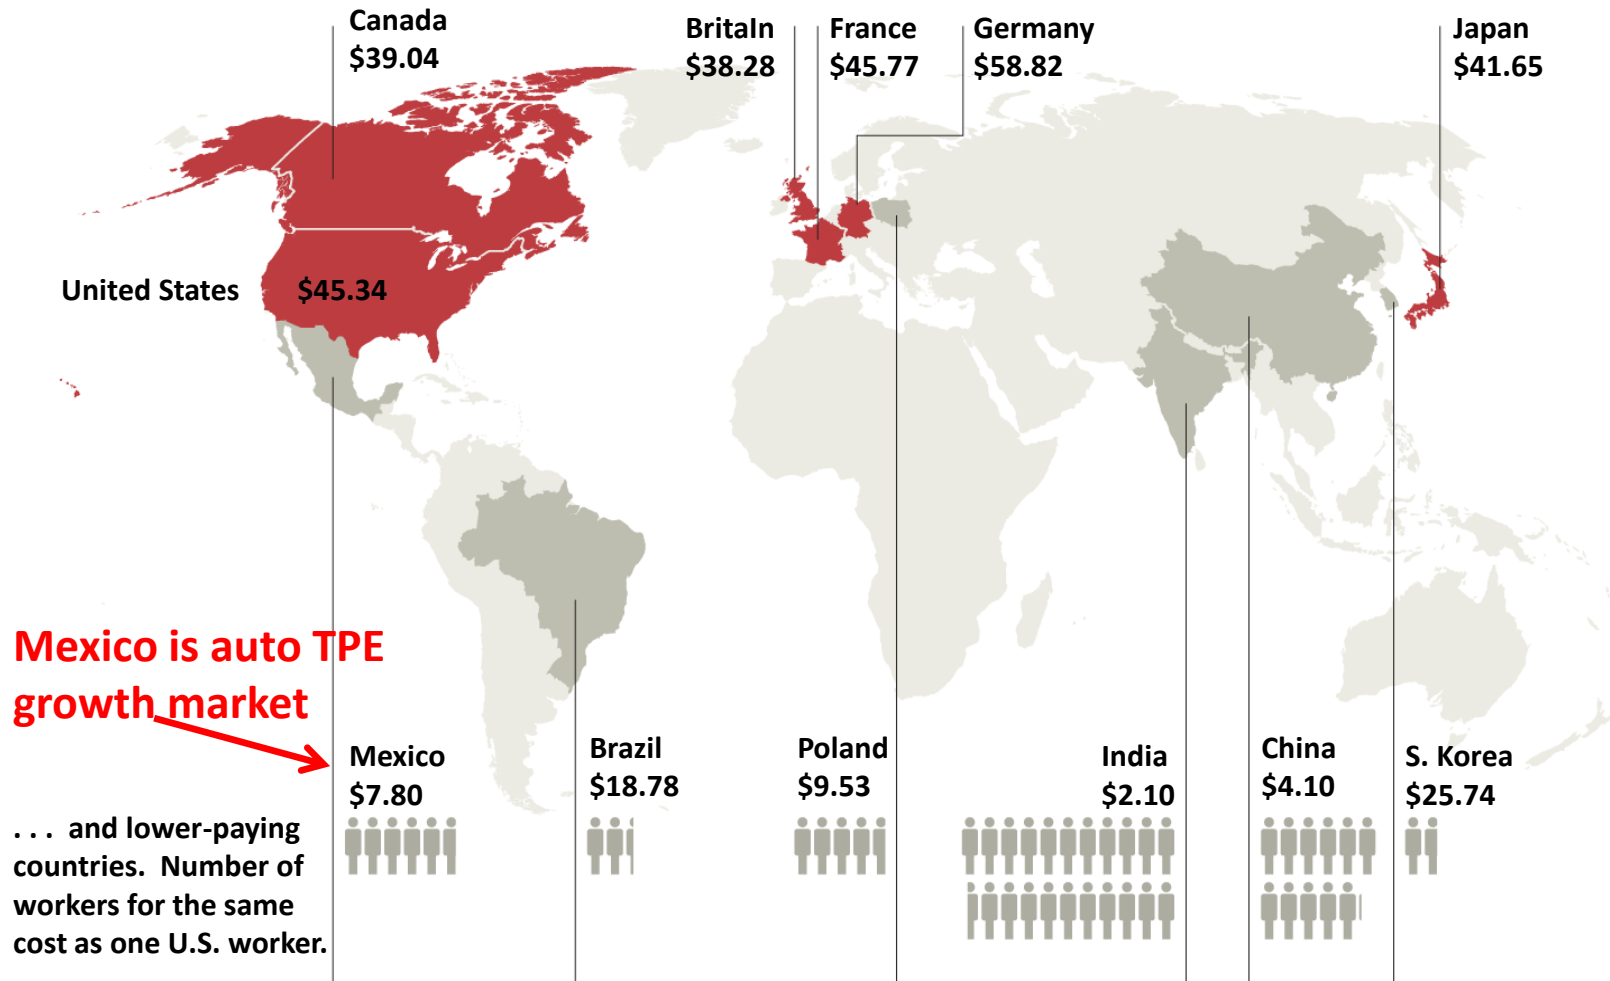 Canada
$39.04
BritaIn
$38.28
France
$45.77
Germany
$58.82
Japan
$41.65
United States $45.34
Mexico is auto TPE
growth market
Mexico
$7.80
Brazil
$18.78
Poland
$9.53
India
$2.10
China
$4.10
S. Korea
$25.74
. . . and lower-paying
countries. Number of
workers for the same
cost as one U.S. worker.